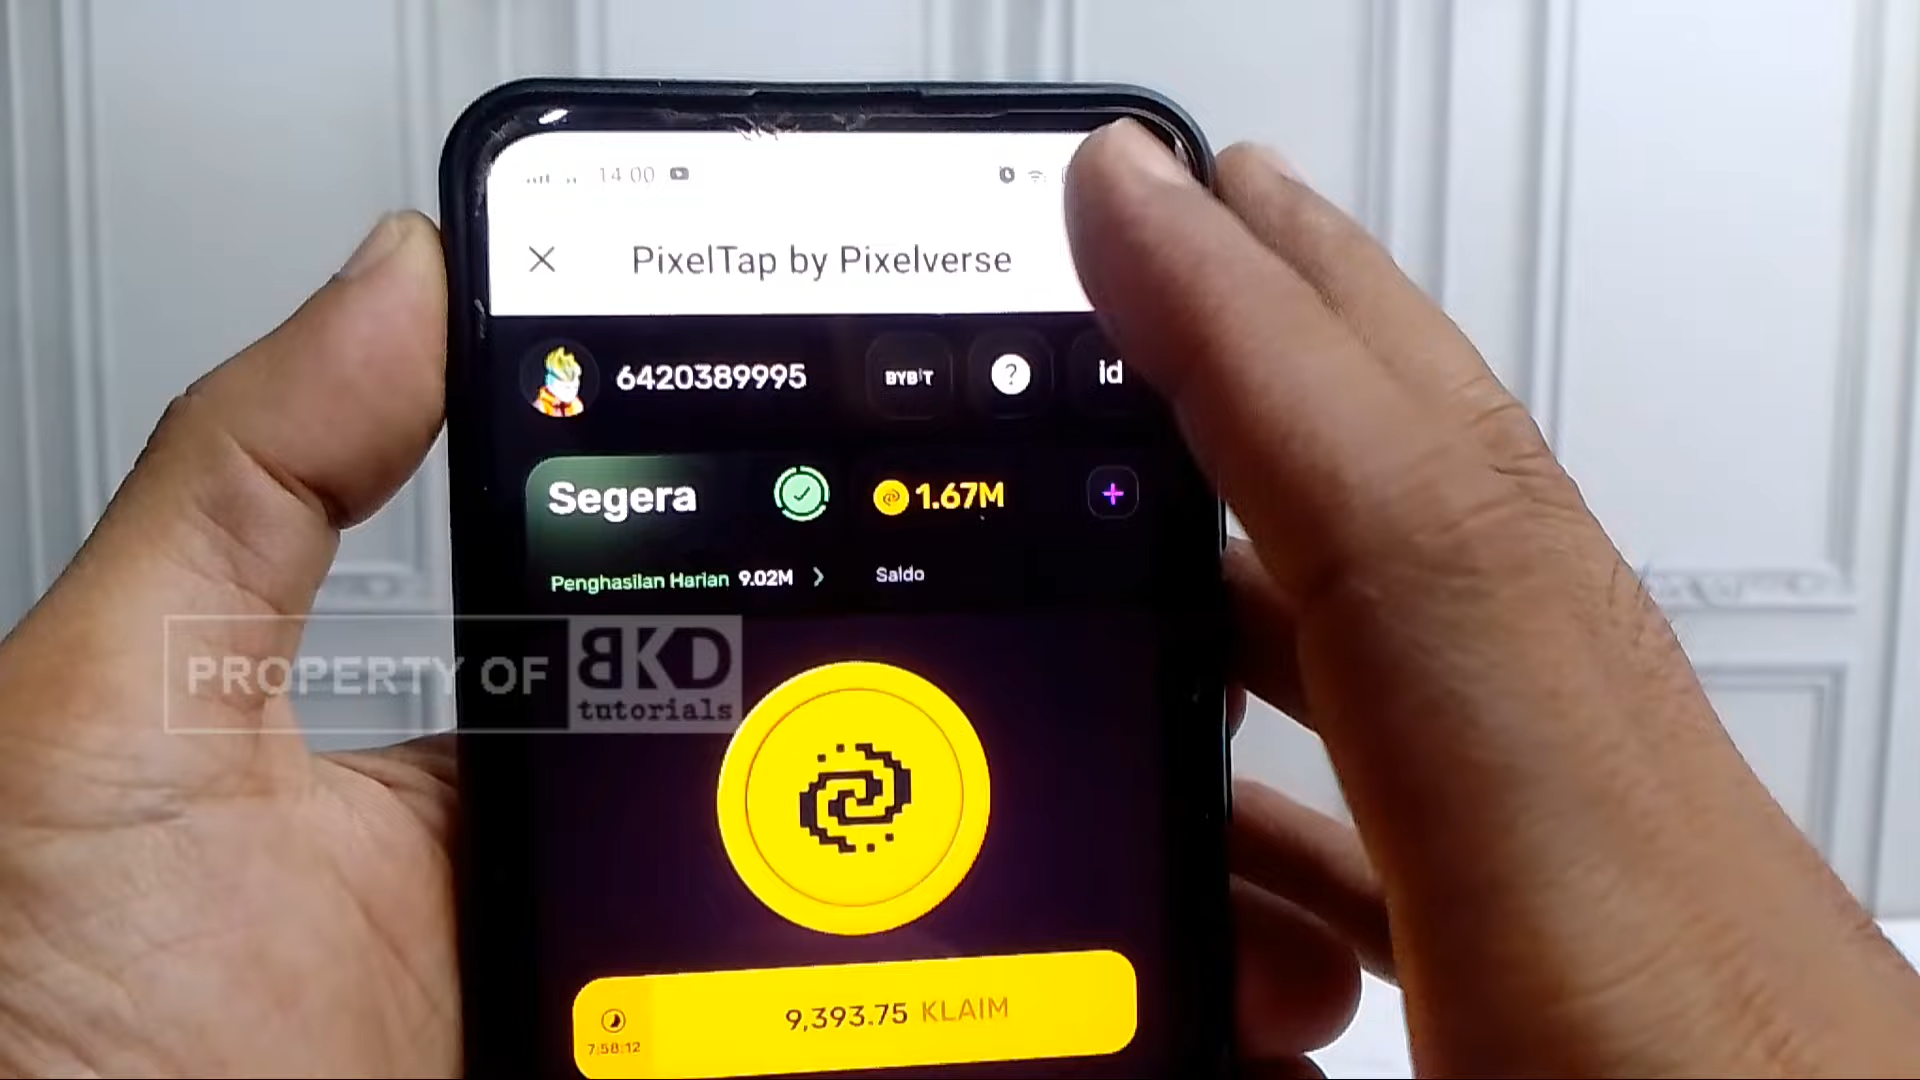 14:00
PixelTap by Pixelverse
6420389995
BYBIT
?
id
Segera
1.67M
Penghasilan Harian 9.02M
Saldo
PROPERTY OF BKD tutorials
9,393.75 KLAIM
7:58:12